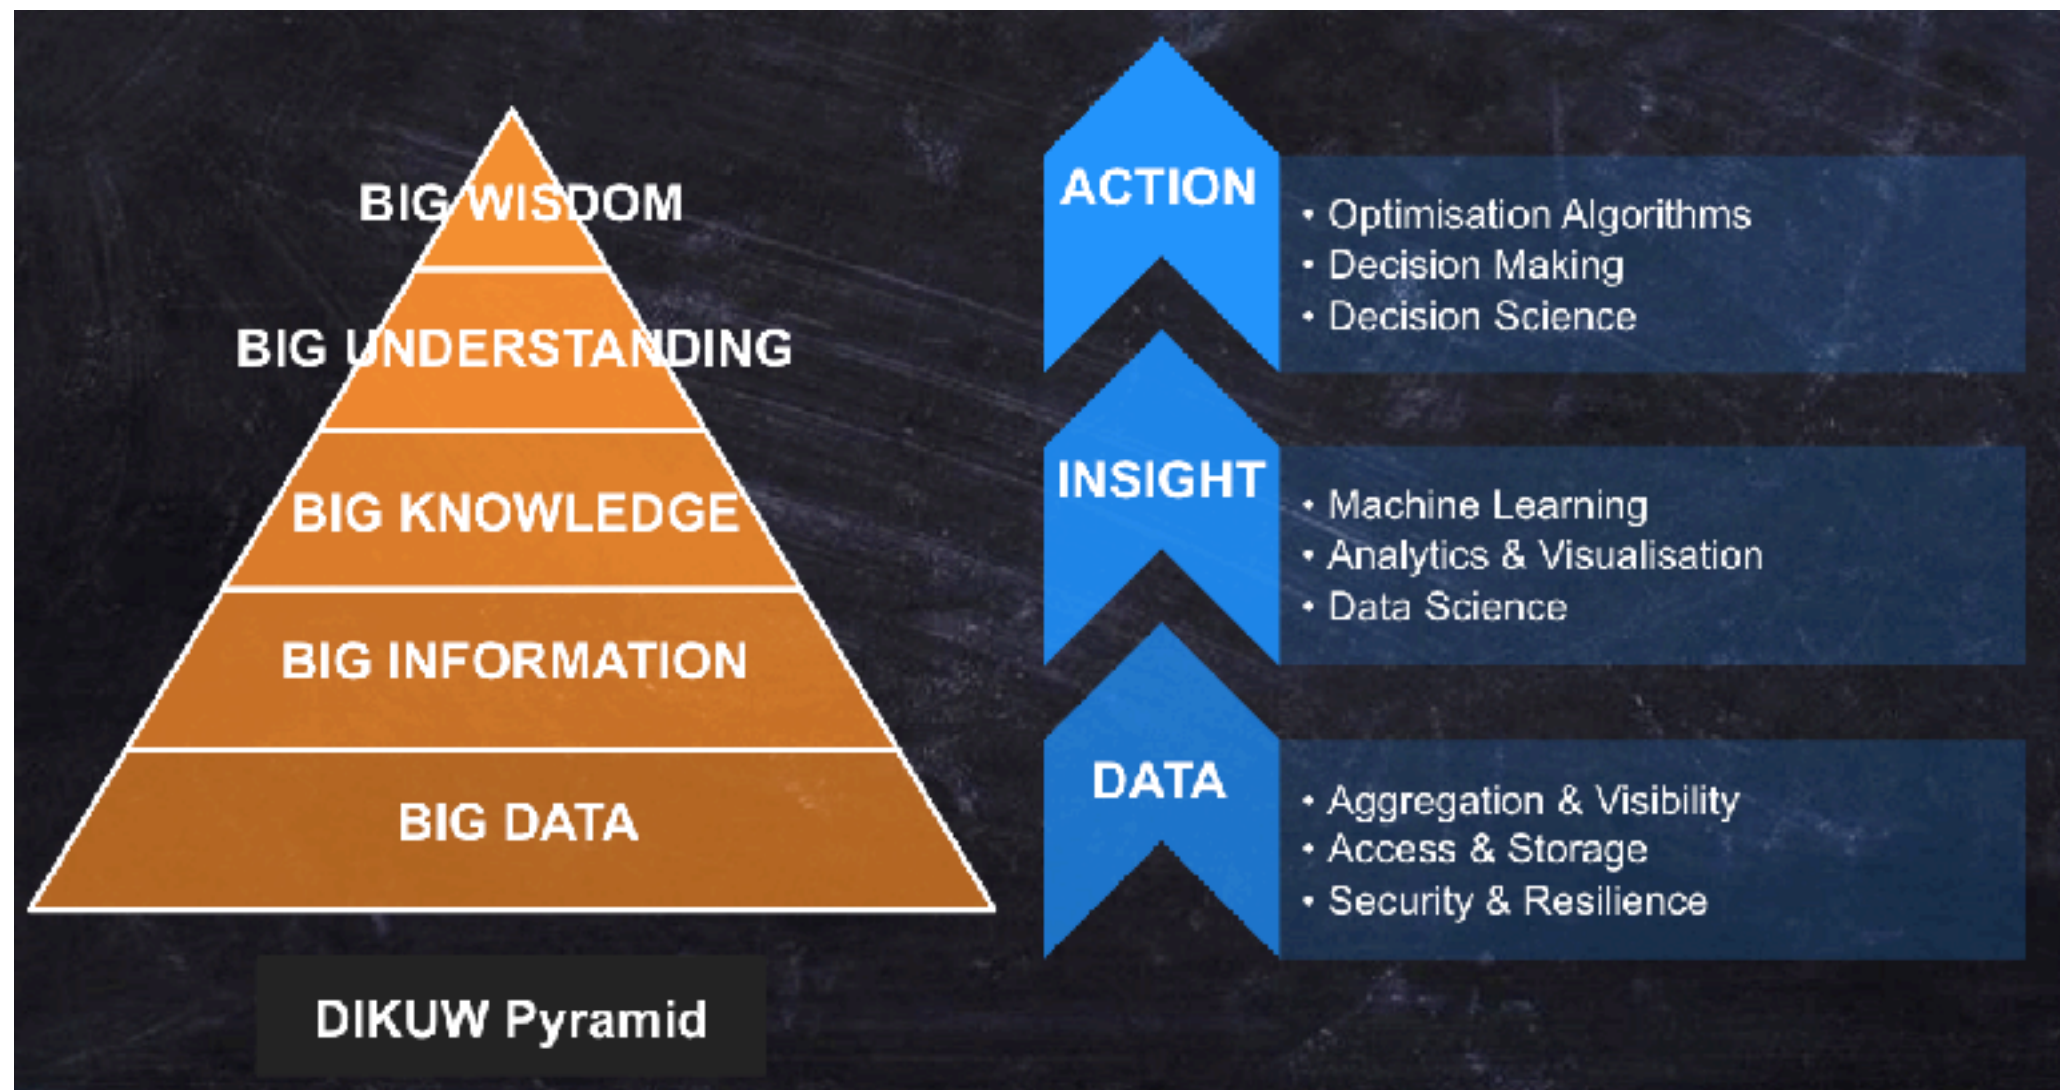 BIG WISDOM
BIG UNDERSTANDING
BIG KNOWLEDGE
BIG INFORMATION
BIG DATA
DIKUW Pyramid
ACTION
• Optimisation Algorithms
• Decision Making
• Decision Science
INSIGHT
• Machine Learning
• Analytics & Visualisation
• Data Science
DATA
• Aggregation & Visibility
• Access & Storage
• Security & Resilience